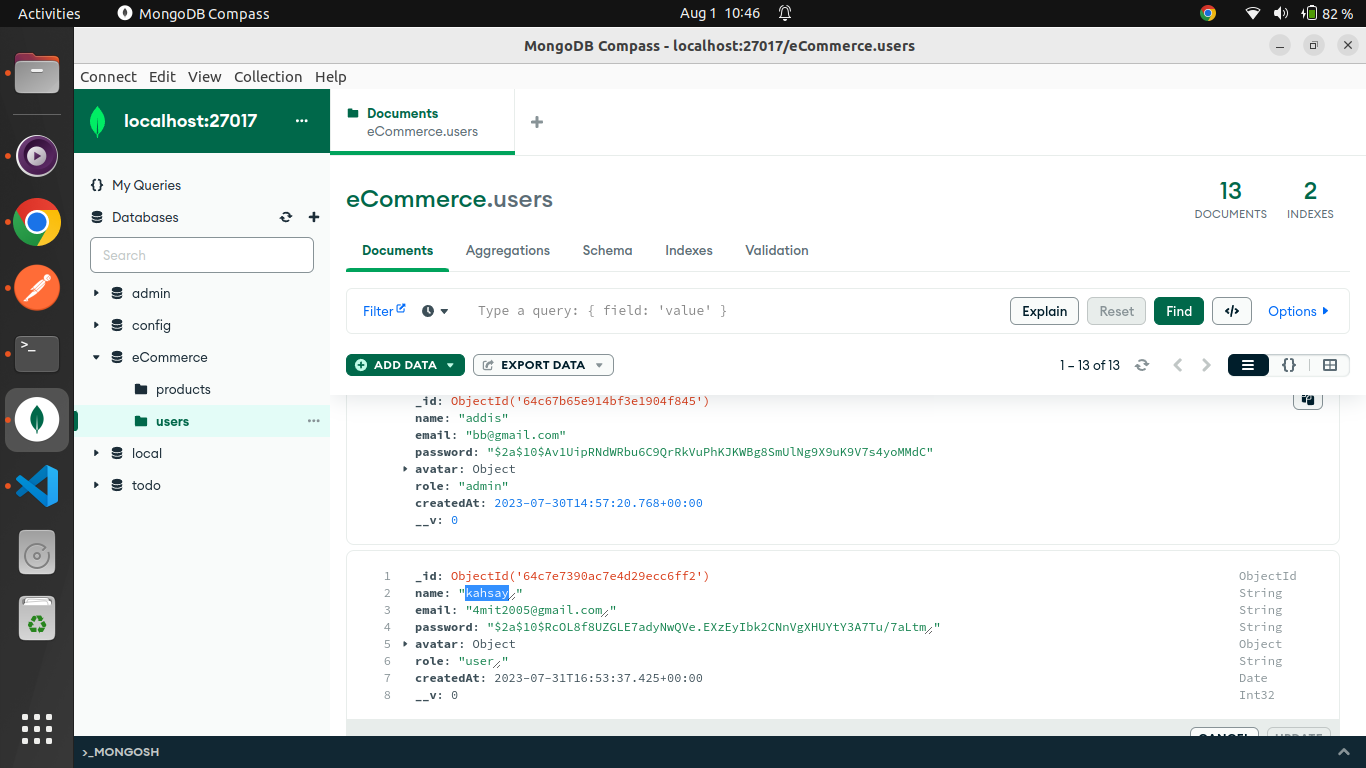 Activities MongoDB Compass Aug 1 10:46 82 %
MongoDB Compass - localhost:27017/eCommerce.users
Connect Edit View Collection Help
localhost:27017 ...
{} My Queries
Databases
Search
admin
config
eCommerce
products
users ...
local
todo
Documents
eCommerce.users
eCommerce.users
13
DOCUMENTS
2
INDEXES
Documents Aggregations Schema Indexes Validation
Filter Type a query: { field: 'value' } Explain Reset Find </> Options
ADD DATA EXPORT DATA 1 – 13 of 13 {}
_id: ObjectId('64c67b65e914bf3e1904f845')
name: "addis"
email: "bb@gmail.com"
password: "$2a$10$Av1UipRNdWRbu6C9QrRkVuPhKJKWBg8SmUlNg9X9uK9V7s4yoMMdC"
avatar: Object
role: "admin"
createdAt: 2023-07-30T14:57:20.768+00:00
__v: 0
1 _id: ObjectId('64c7e7390ac7e4d29ecc6ff2') ObjectId
2 name: "kahsay" String
3 email: "4mit2005@gmail.com" String
4 password: "$2a$10$RcOL8f8UZGLE7adyNwQVe.EXzEyIbk2CNnVgXHUYtY3A7Tu/7aLtm" String
5 avatar: Object Object
6 role: "user" String
7 createdAt: 2023-07-31T16:53:37.425+00:00 Date
8 __v: 0 Int32
CANCEL UPDATE
>_MONGOSH